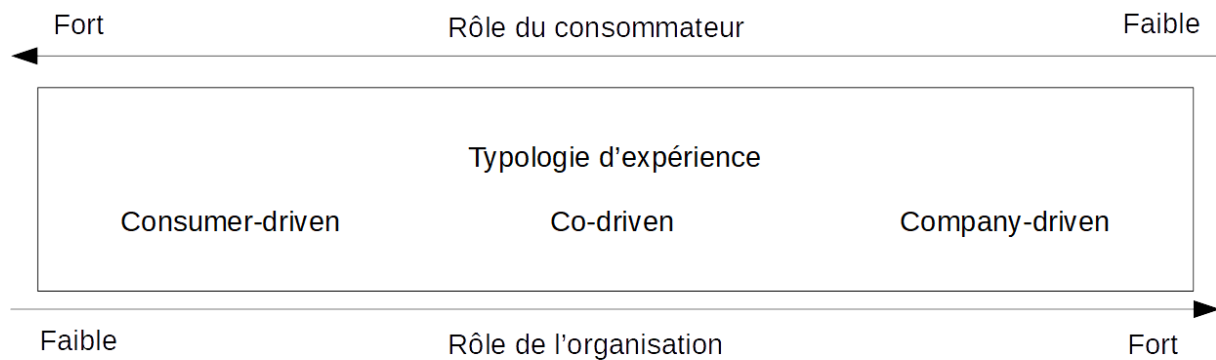 Fort Rôle du consommateur Faible
Typologie d’expérience
Consumer-driven Co-driven Company-driven
Faible Rôle de l’organisation Fort